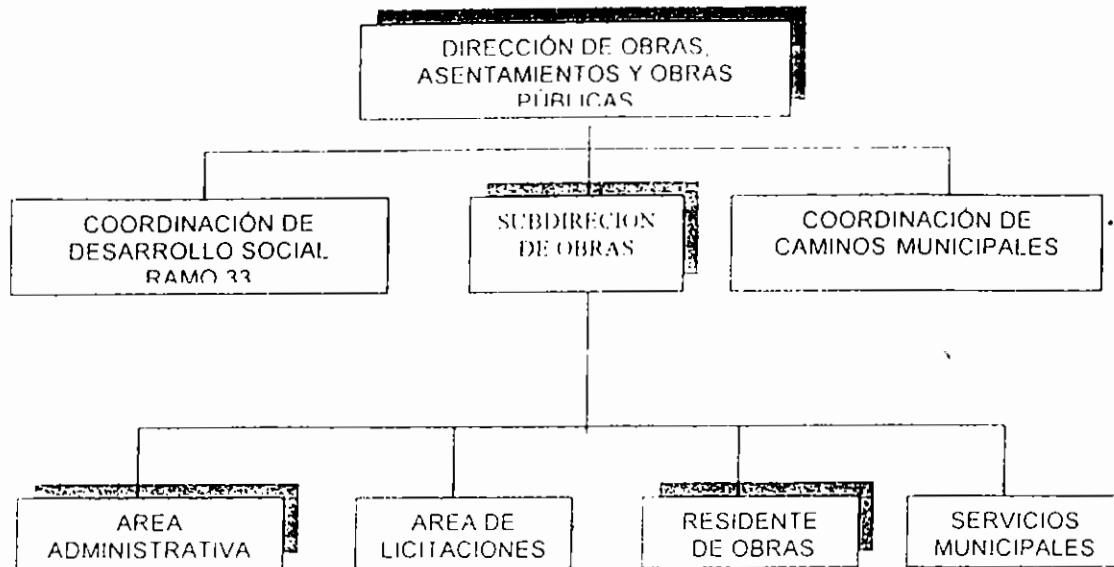 DIRECCIÓN DE OBRAS,
ASENTAMIENTOS Y OBRAS
PÚBLICAS
COORDINACIÓN DE
DESARROLLO SOCIAL
RAMO 33
SUBDIRECION
DE OBRAS
COORDINACIÓN DE
CAMINOS MUNICIPALES
AREA
ADMINISTRATIVA
AREA DE
LICITACIONES
RESIDENTE
DE OBRAS
SERVICIOS
MUNICIPALES